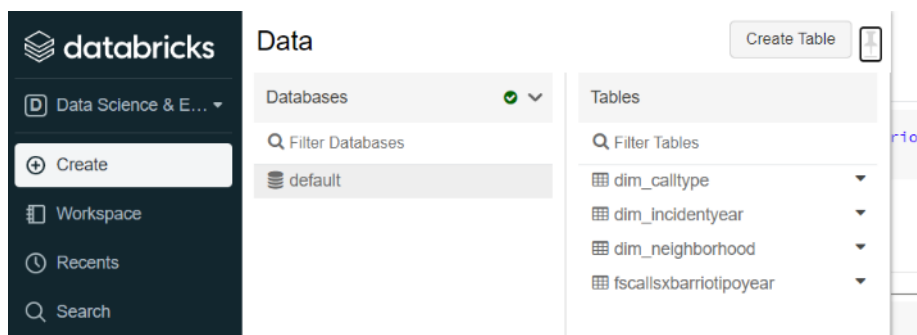 databricks
D Data Science & E...
Create
Workspace
Recents
Search
Data
Create Table
Databases
Filter Databases
default
Tables
Filter Tables
dim_calltype
dim_incidentyear
dim_neighborhood
fscallsxbarriotipoyear
rio